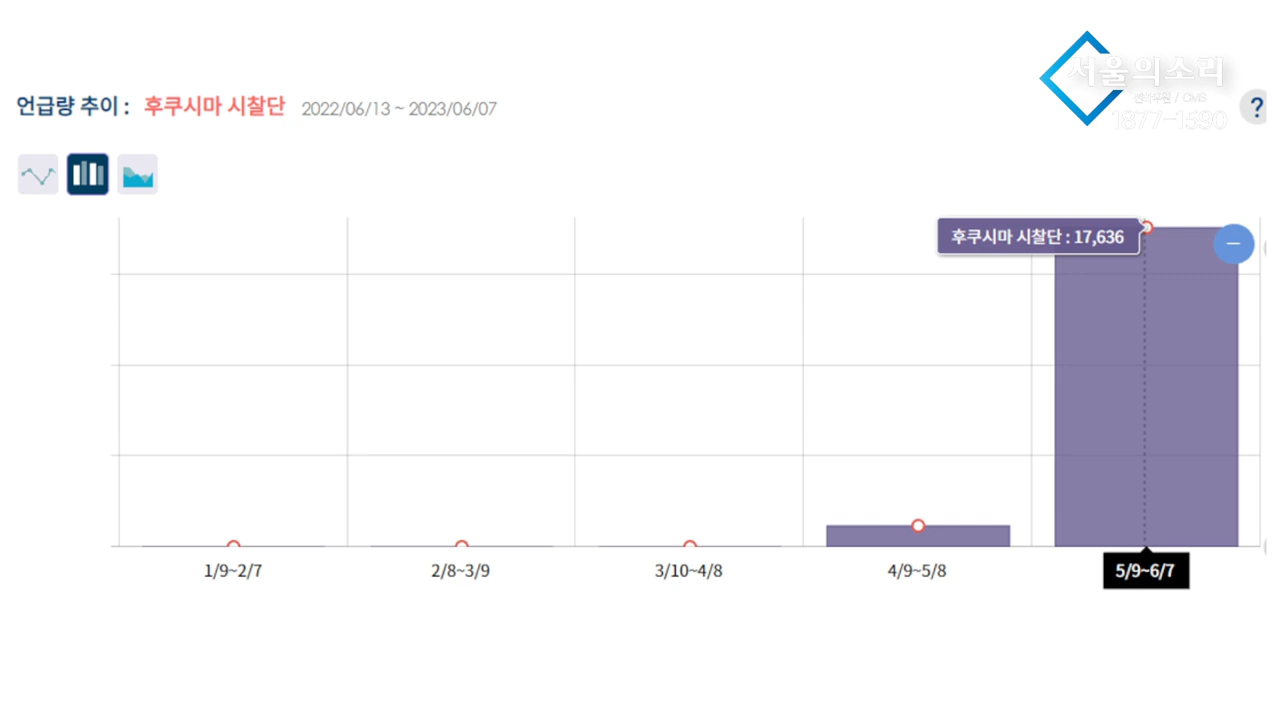 서울의소리
1877-1590
언급량 추이 : 후쿠시마 시찰단 2022/06/13 ~ 2023/06/07
?
후쿠시마 시찰단 : 17,636
1/9~2/7 2/8~3/9 3/10~4/8 4/9~5/8 5/9~6/7